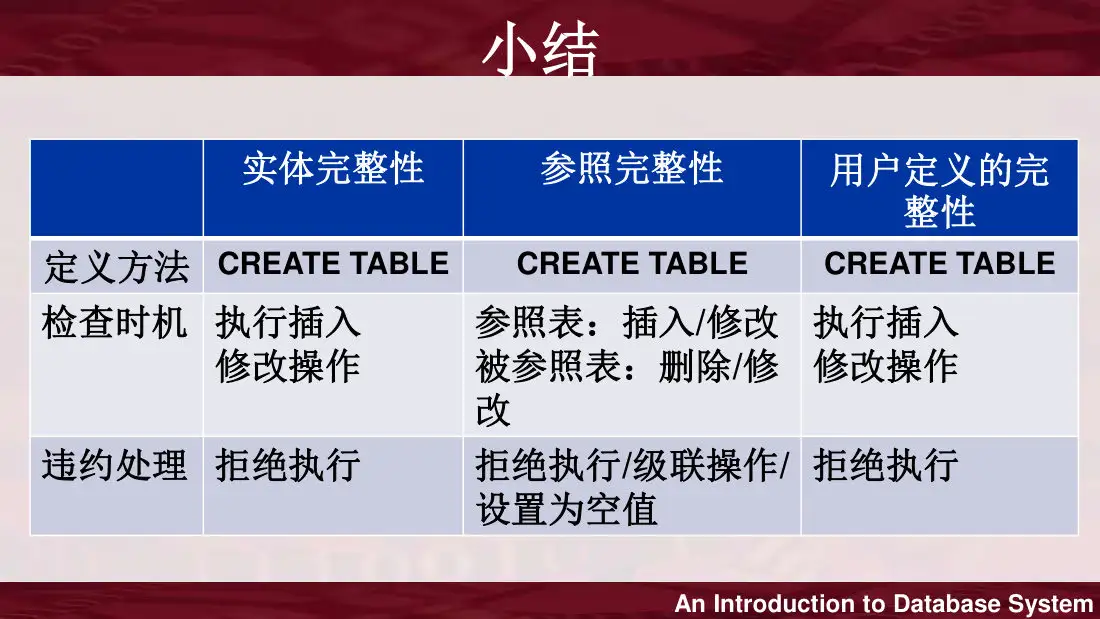 小结
实体完整性
参照完整性
用户定义的完
整性
定义方法
CREATE TABLE
CREATE TABLE
CREATE TABLE
检查时机
执行插入
修改操作
参照表：插入/修改
被参照表：删除/修
改
执行插入
修改操作
违约处理
拒绝执行
拒绝执行/级联操作/
设置为空值
拒绝执行
An Introduction to Database System